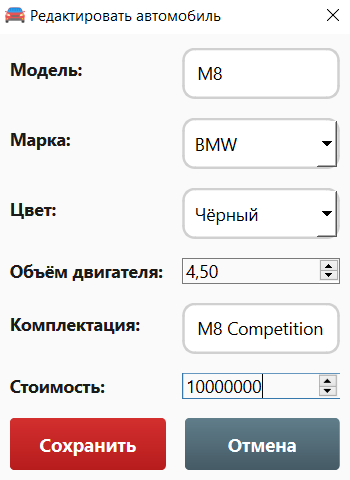 Редактировать автомобиль
Модель: M8
Марка: BMW
Цвет: Чёрный
Объём двигателя: 4,50
Комплектация: M8 Competition
Стоимость: 10000000
Сохранить Отмена